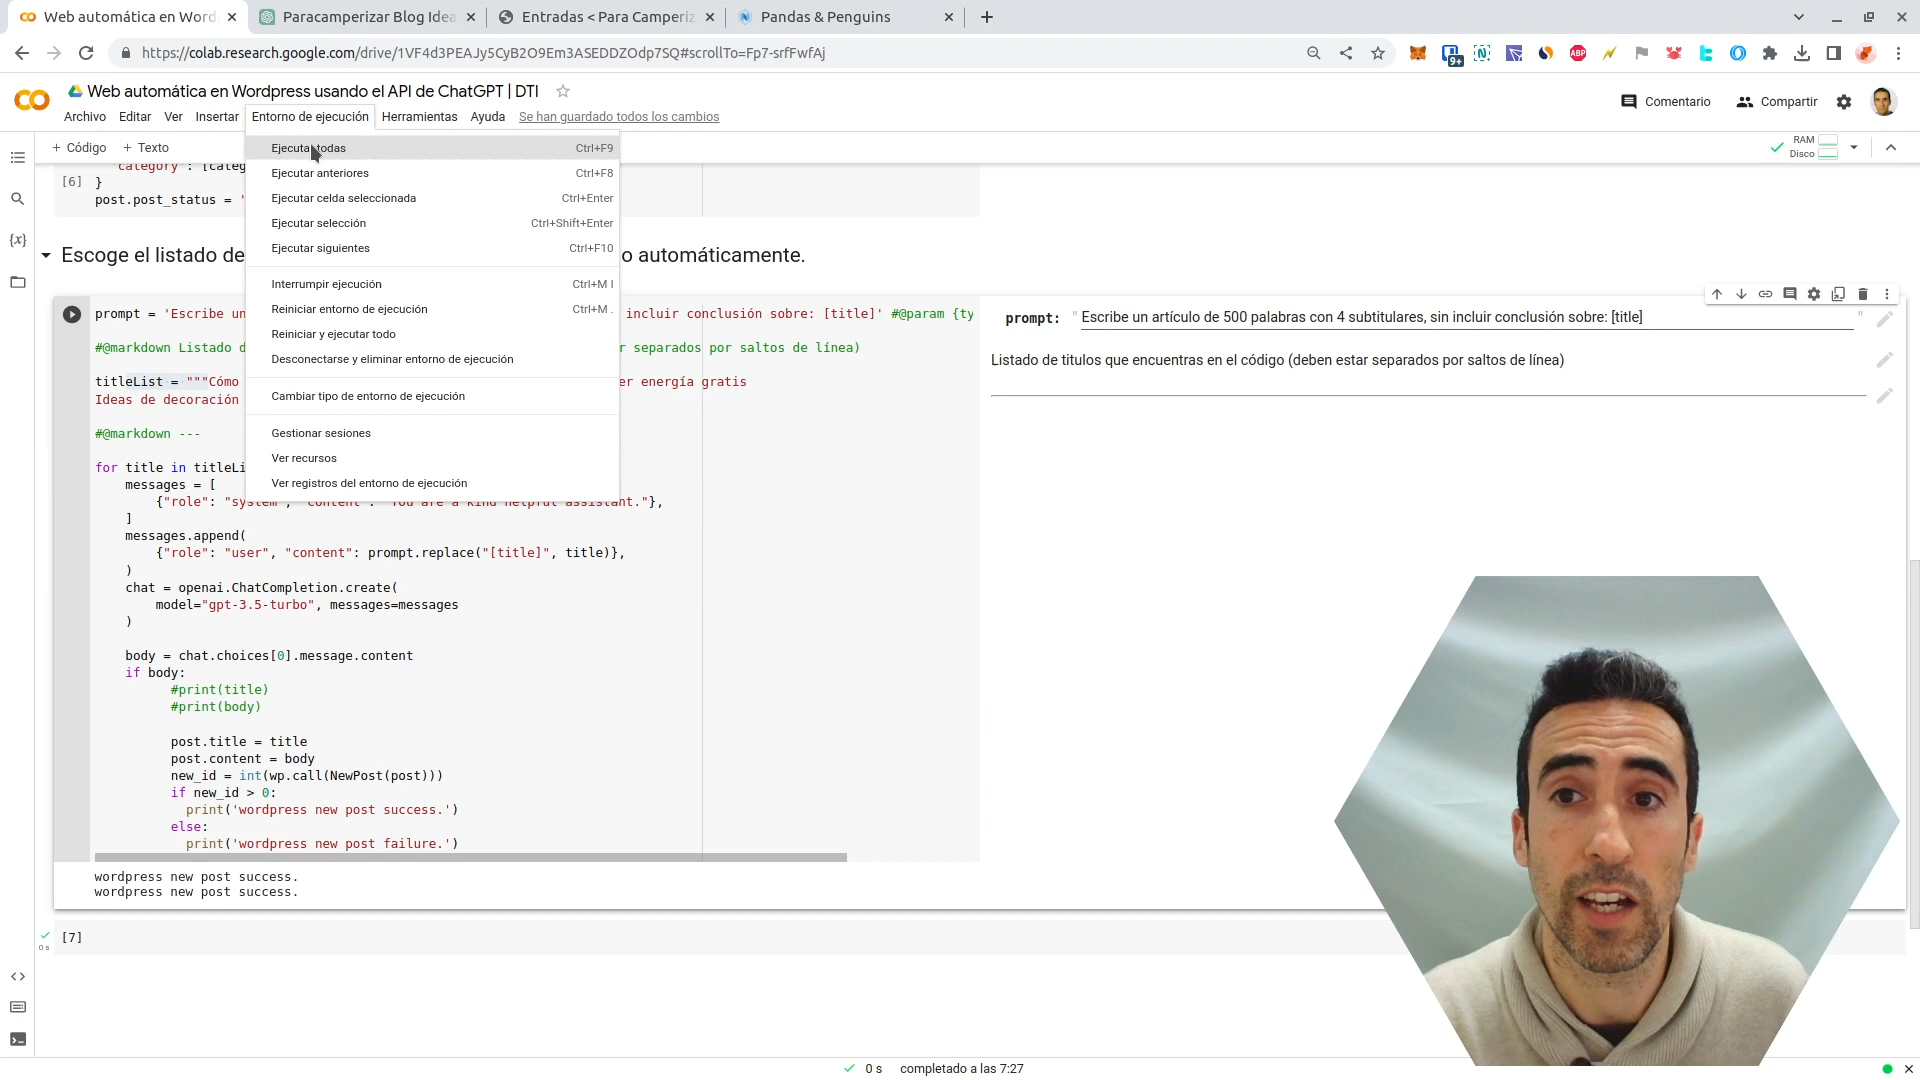 Web automática en Word
Paracamperizar Blog Idea
Entradas < Para Camperiz
Pandas & Penguins
https://colab.research.google.com/drive/1VF4d3PEAJy5CyB2O9Em3ASEDDZOdp7SQ#scrollTo=Fp7-srfFwfAj
9+
ABP
Web automática en Wordpress usando el API de ChatGPT | DTI
Comentario
Compartir
Archivo Editar Ver Insertar Entorno de ejecución Herramientas Ayuda Se han guardado todos los cambios
+ Código + Texto
RAM
Disco
Ejecutar todas Ctrl+F9
Ejecutar anteriores Ctrl+F8
Ejecutar celda seleccionada Ctrl+Enter
Ejecutar selección Ctrl+Shift+Enter
Ejecutar siguientes Ctrl+F10
Interrumpir ejecución Ctrl+M I
Reiniciar entorno de ejecución Ctrl+M .
Reiniciar y ejecutar todo
Desconectarse y eliminar entorno de ejecución
Cambiar tipo de entorno de ejecución
Gestionar sesiones
Ver recursos
Ver registros del entorno de ejecución
'category': [categ
[6] }
post.post_status = '
Escoge el listado de o automáticamente.
prompt = 'Escribe un incluir conclusión sobre: [title]' #@param {ty
#@markdown Listado d r separados por saltos de línea)
titleList = """Cómo er energía gratis
Ideas de decoración
#@markdown ---
for title in titleLi
messages = [
{"role": "system", "content": "You are a kind helpful assistant."},
]
messages.append(
{"role": "user", "content": prompt.replace("[title]", title)},
)
chat = openai.ChatCompletion.create(
model="gpt-3.5-turbo", messages=messages
)
body = chat.choices[0].message.content
if body:
#print(title)
#print(body)
post.title = title
post.content = body
new_id = int(wp.call(NewPost(post)))
if new_id > 0:
print('wordpress new post success.')
else:
print('wordpress new post failure.')
prompt: " Escribe un artículo de 500 palabras con 4 subtitulares, sin incluir conclusión sobre: [title] "
Listado de titulos que encuentras en el código (deben estar separados por saltos de línea)
wordpress new post success.
wordpress new post success.
[7]
0 s
0 s completado a las 7:27